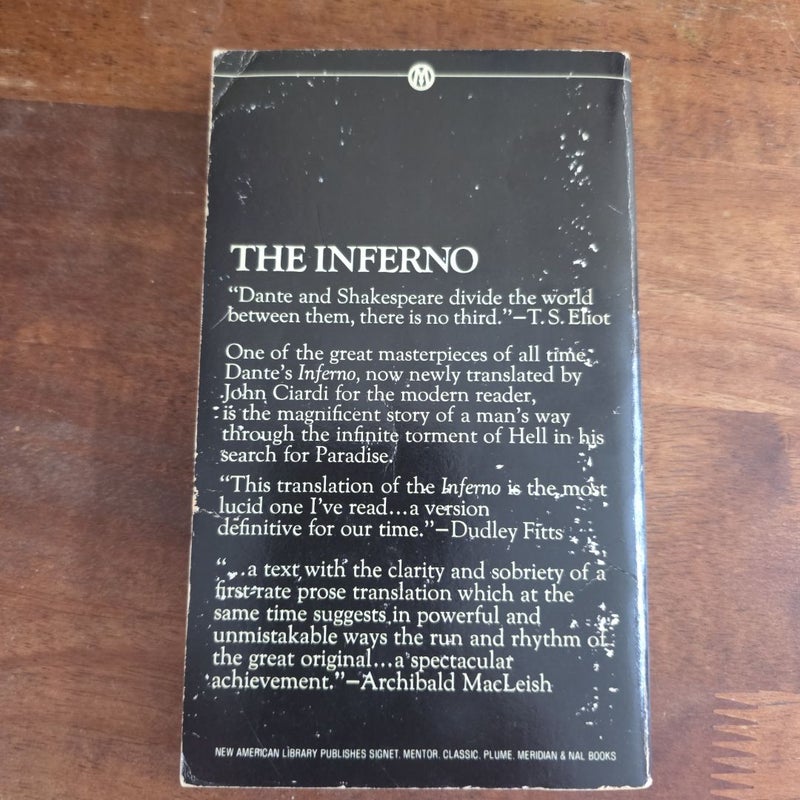 M
THE INFERNO
“Dante and Shakespeare divide the world
between them, there is no third.”—T. S. Eliot
One of the great masterpieces of all time,
Dante’s Inferno, now newly translated by
John Ciardi for the modern reader,
is the magnificent story of a man’s way
through the infinite torment of Hell in his
search for Paradise.
“This translation of the Inferno is the most
lucid one I’ve read...a version
definitive for our time.”—Dudley Fitts
“...a text with the clarity and sobriety of a
first-rate prose translation which at the
same time suggests in powerful and
unmistakable ways the run and rhythm of
the great original...a spectacular
achievement.”—Archibald MacLeish
NEW AMERICAN LIBRARY PUBLISHES SIGNET, MENTOR, CLASSIC, PLUME, MERIDIAN & NAL BOOKS